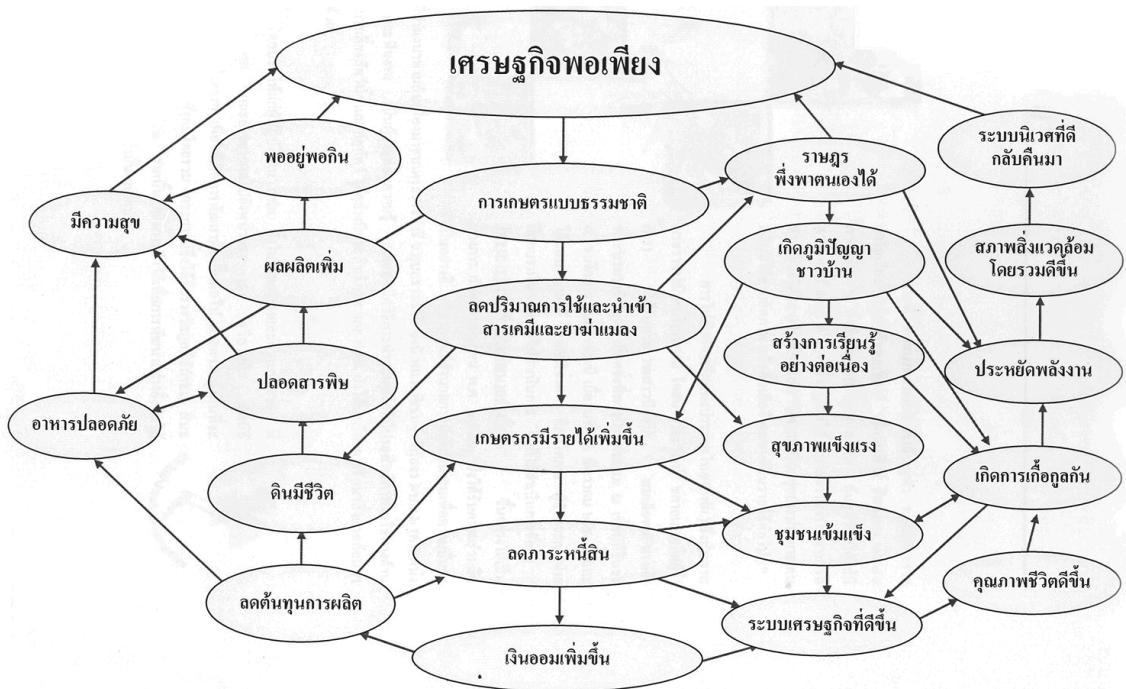 เศรษฐกิจพอเพียง
พออยู่พอกิน
ราษฎร
พึ่งพาตนเองได้
ระบบนิเวศที่ดี
กลับคืนมา
มีความสุข
การเกษตรแบบธรรมชาติ
ผลผลิตเพิ่ม
เกิดภูมิปัญญา
ชาวบ้าน
สภาพสิ่งแวดล้อม
โดยรวมดีขึ้น
ลดปริมาณการใช้และนำเข้า
สารเคมีและยาฆ่าแมลง
สร้างการเรียนรู้
อย่างต่อเนื่อง
ปลอดสารพิษ
ประหยัดพลังงาน
อาหารปลอดภัย
เกษตรกรมีรายได้เพิ่มขึ้น
สุขภาพแข็งแรง
ดินมีชีวิต
เกิดการเกื้อกูลกัน
ลดภาระหนี้สิน
ชุมชนเข้มแข็ง
คุณภาพชีวิตดีขึ้น
ลดต้นทุนการผลิต
ระบบเศรษฐกิจที่ดีขึ้น
เงินออมเพิ่มขึ้น